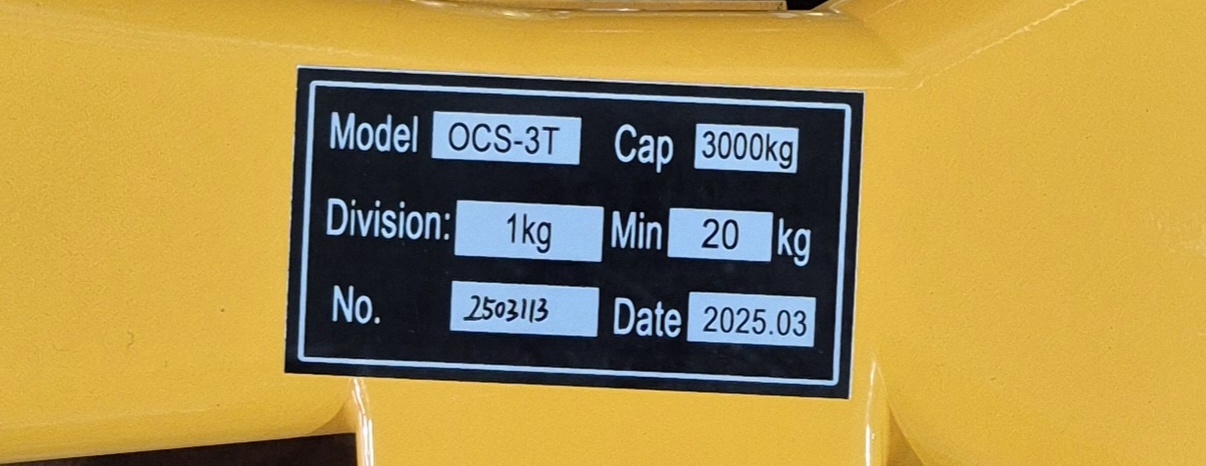 Model OCS-3T Cap 3000kg
Division: 1kg Min 20 kg
No. 2503113 Date 2025.03